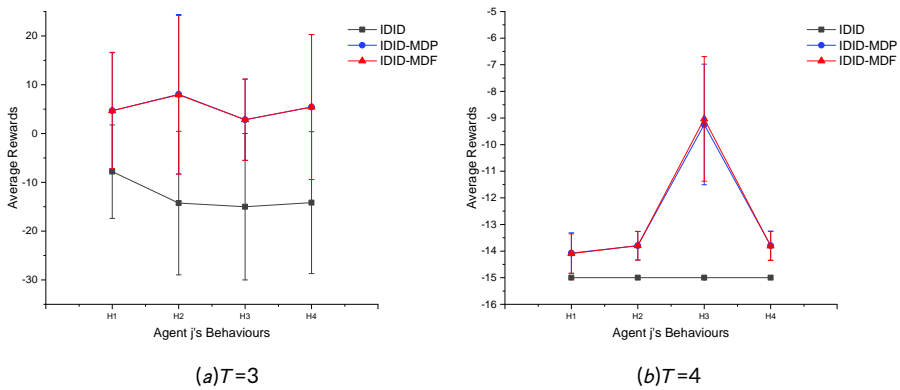 20
10
0
-10
-20
-30
Average Rewards
H1
H2
H3
H4
Agent j's Behaviours
IDID
IDID-MDP
IDID-MDF
(a)T=3
-5
-6
-7
-8
-9
-10
-11
-12
-13
-14
-15
-16
Average Rewards
H1
H2
H3
H4
Agent j's Behaviours
IDID
IDID-MDP
IDID-MDF
(b)T=4